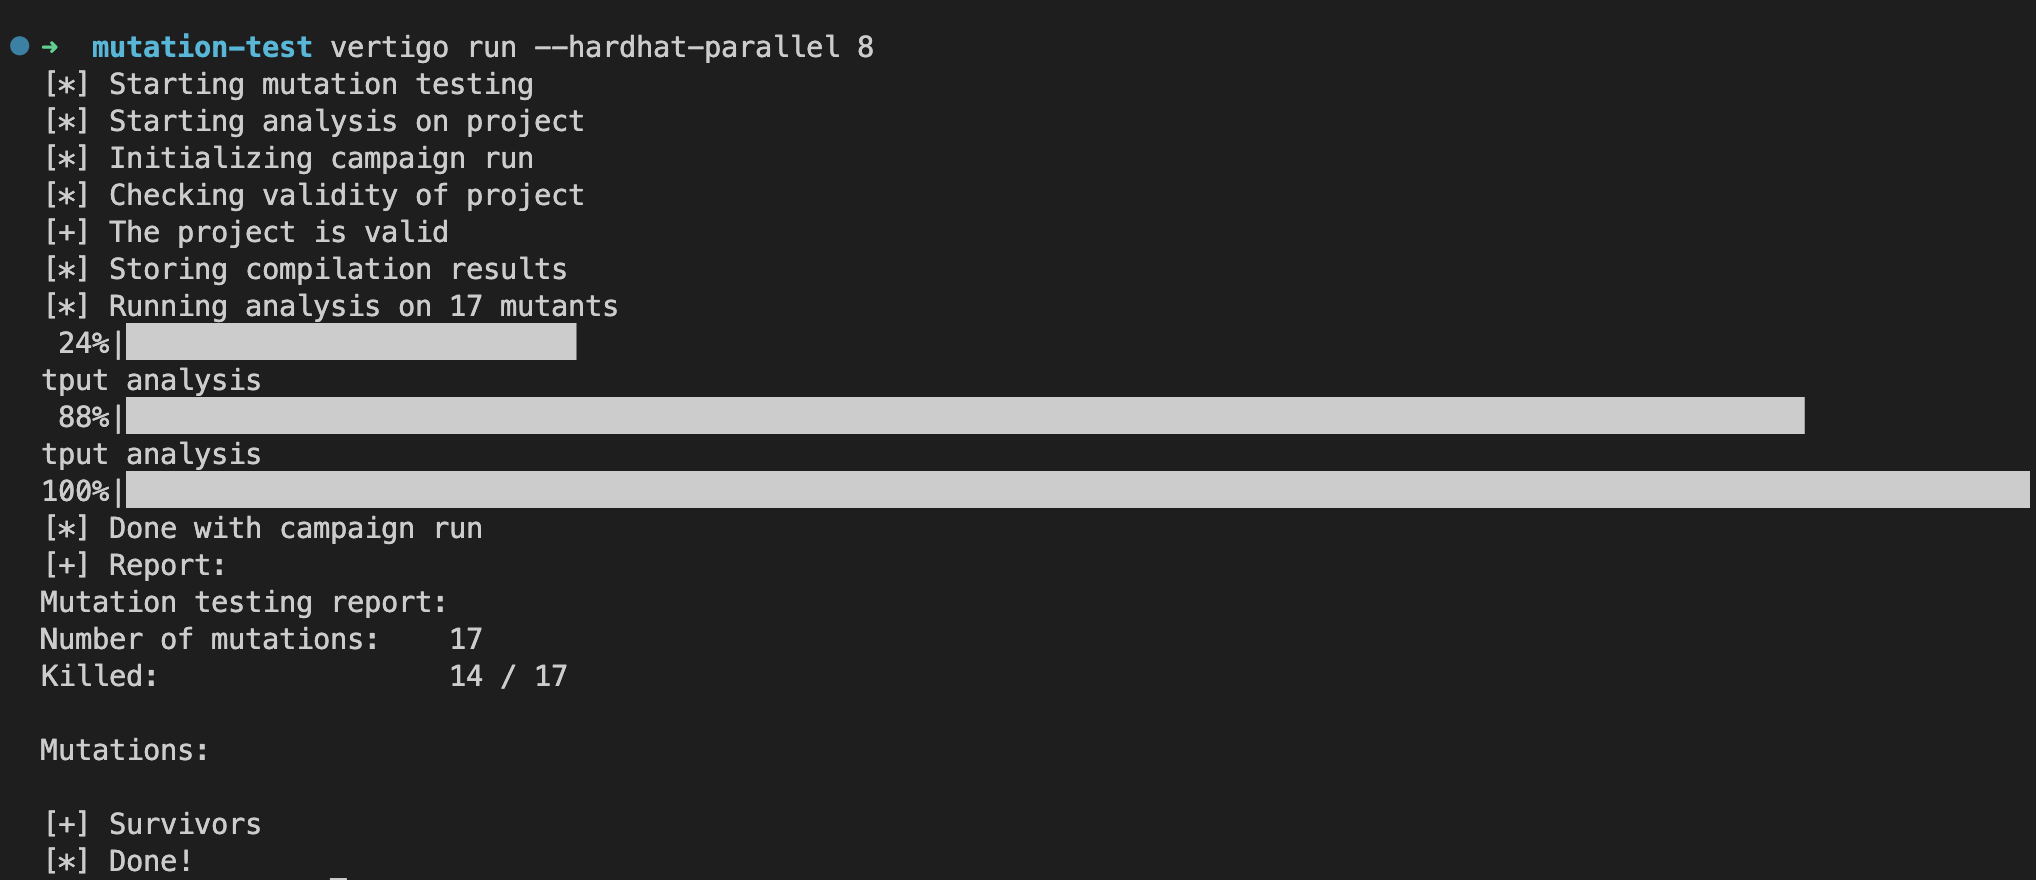 ➜ mutation-test vertigo run --hardhat-parallel 8
[*] Starting mutation testing
[*] Starting analysis on project
[*] Initializing campaign run
[*] Checking validity of project
[+] The project is valid
[*] Storing compilation results
[*] Running analysis on 17 mutants
24%|
tput analysis
88%|
tput analysis
100%|
[*] Done with campaign run
[+] Report:
Mutation testing report:
Number of mutations: 17
Killed: 14 / 17
Mutations:
[+] Survivors
[*] Done!